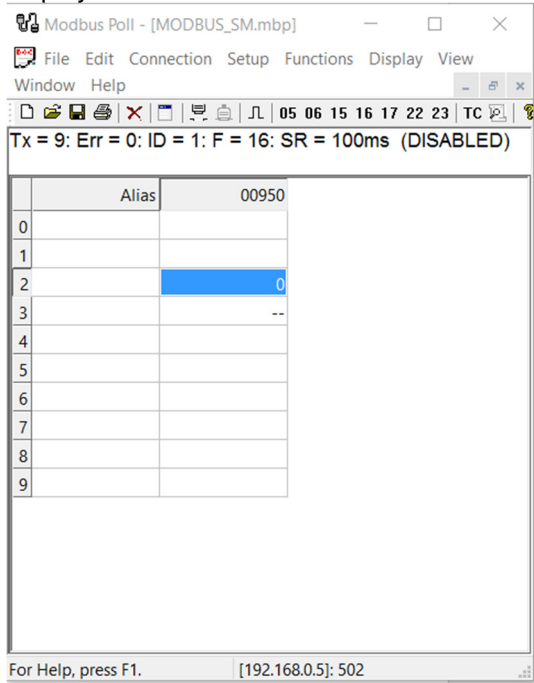 Modbus Poll - [MODBUS_SM.mbp]
File Edit Connection Setup Functions Display View
Window Help
05 06 15 16 17 22 23 TC
Tx = 9: Err = 0: ID = 1: F = 16: SR = 100ms (DISABLED)
Alias 00950
0
1
2 0
3 --
4
5
6
7
8
9
For Help, press F1. [192.168.0.5]: 502